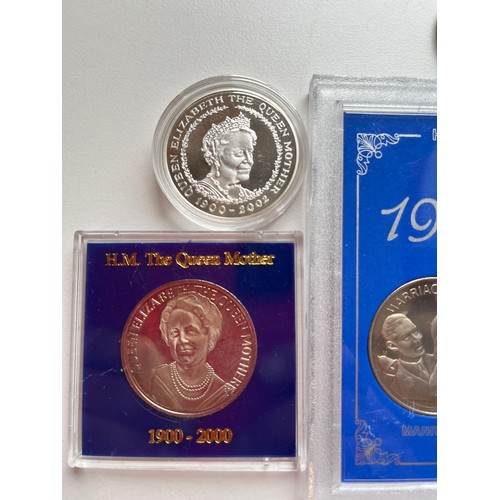 QUEEN ELIZABETH THE QUEEN MOTHER
1900 - 2002
H.M. The Queen Mother
QUEEN ELIZABETH THE QUEEN MOTHER
1900 - 2000
H
19
MARRIAG
MARR